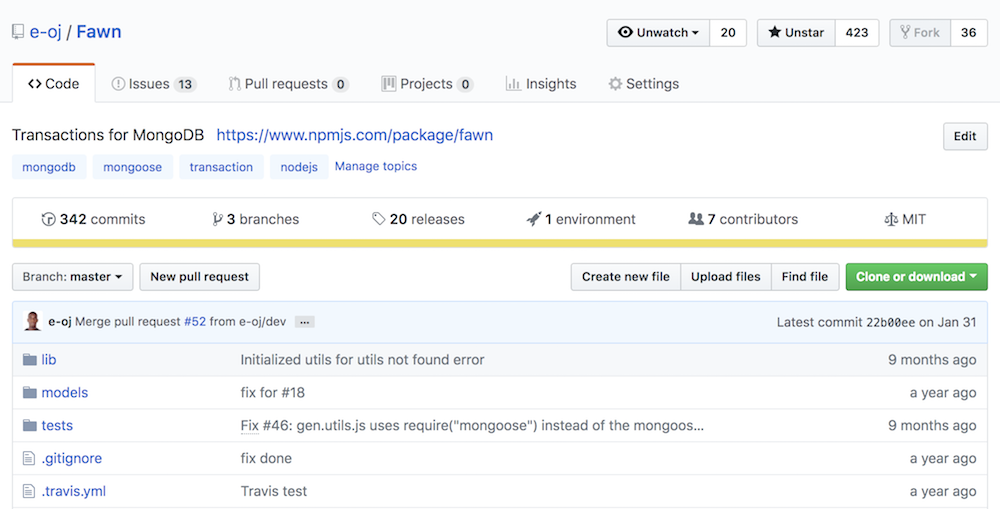 e-oj / Fawn Unwatch 20 Unstar 423 Fork 36
Code Issues 13 Pull requests 0 Projects 0 Insights Settings
Transactions for MongoDB https://www.npmjs.com/package/fawn Edit
mongodb mongoose transaction nodejs Manage topics
342 commits 3 branches 20 releases 1 environment 7 contributors MIT
Branch: master New pull request Create new file Upload files Find file Clone or download
e-oj Merge pull request #52 from e-oj/dev ... Latest commit 22b00ee on Jan 31
lib Initialized utils for utils not found error 9 months ago
models fix for #18 a year ago
tests Fix #46: gen.utils.js uses require("mongoose") instead of the mongoos... 9 months ago
.gitignore fix done a year ago
.travis.yml Travis test a year ago